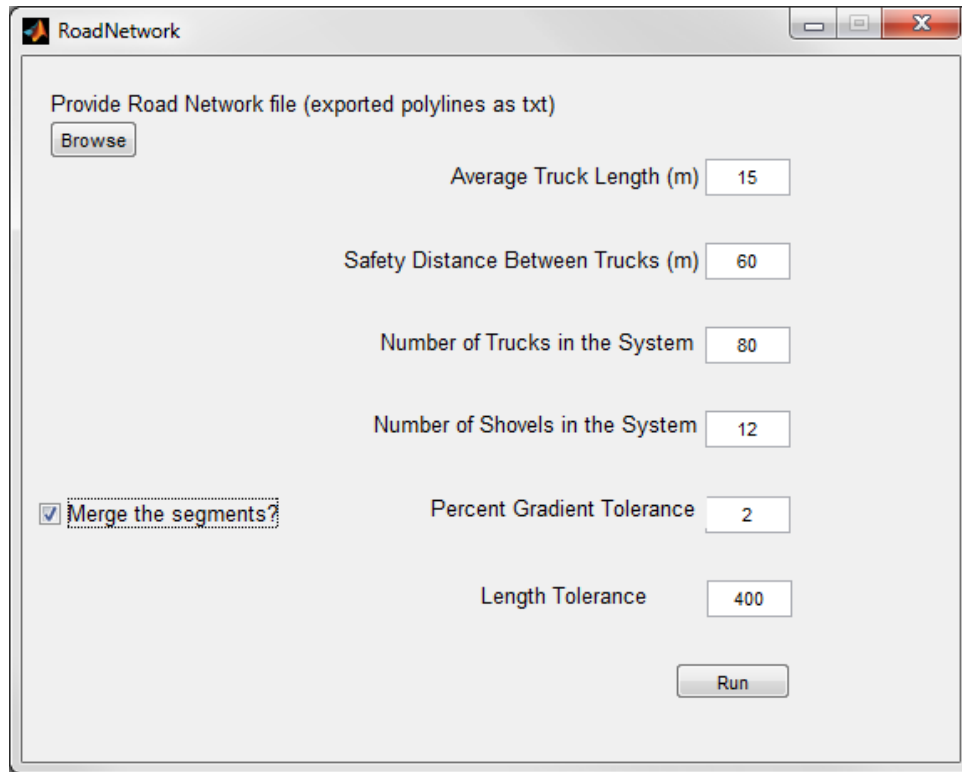 RoadNetwork
Provide Road Network file (exported polylines as txt)
Browse
Average Truck Length (m) 15
Safety Distance Between Trucks (m) 60
Number of Trucks in the System 80
Number of Shovels in the System 12
Merge the segments? Percent Gradient Tolerance 2
Length Tolerance 400
Run